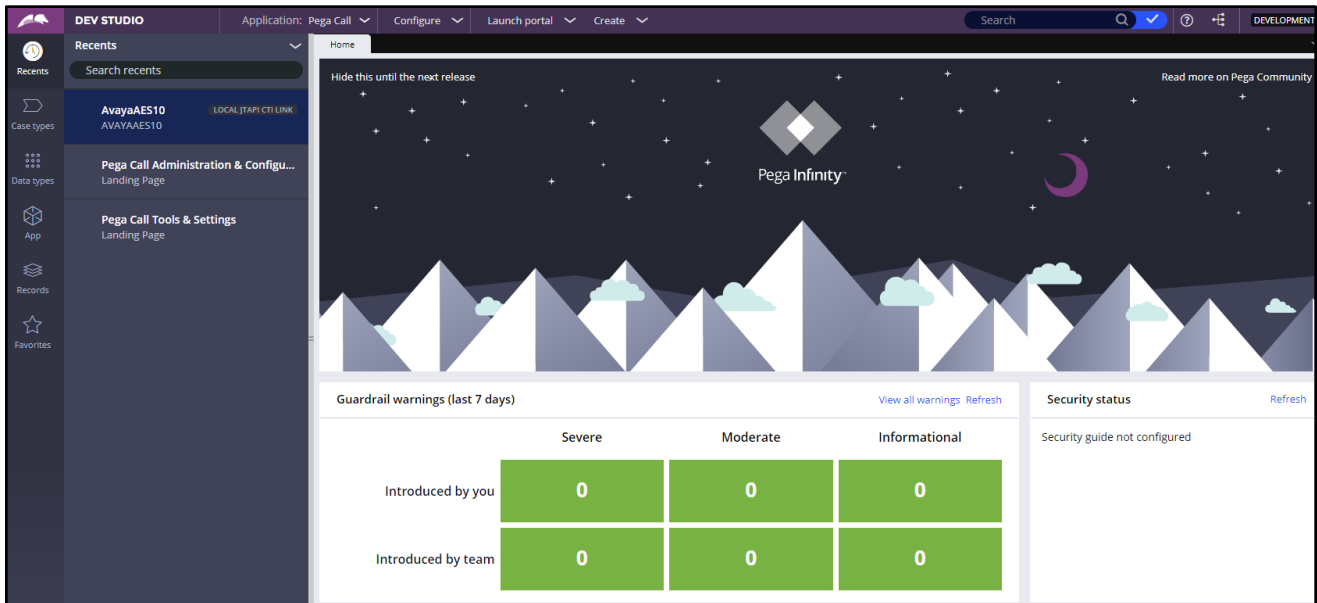 DEV STUDIO
Application: Pega Call
Configure
Launch portal
Create
Search
DEVELOPMENT
Recents
Case types
Data types
App
Records
Favorites
Recents
Search recents
AvayaAES10
LOCAL JTAPI CTI LINK
AVAYAAES10
Pega Call Administration & Configu...
Landing Page
Pega Call Tools & Settings
Landing Page
Home
Hide this until the next release
Read more on Pega Community
Pega Infinity
Guardrail warnings (last 7 days)
View all warnings Refresh
Severe Moderate Informational
Introduced by you 0 0 0
Introduced by team 0 0 0
Security status
Refresh
Security guide not configured